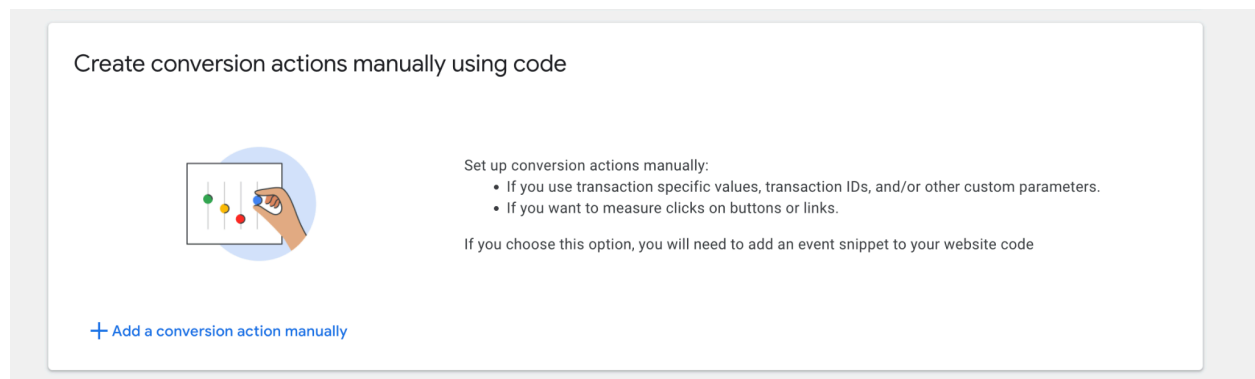 Create conversion actions manually using code
Set up conversion actions manually:
• If you use transaction specific values, transaction IDs, and/or other custom parameters.
• If you want to measure clicks on buttons or links.
If you choose this option, you will need to add an event snippet to your website code
+ Add a conversion action manually